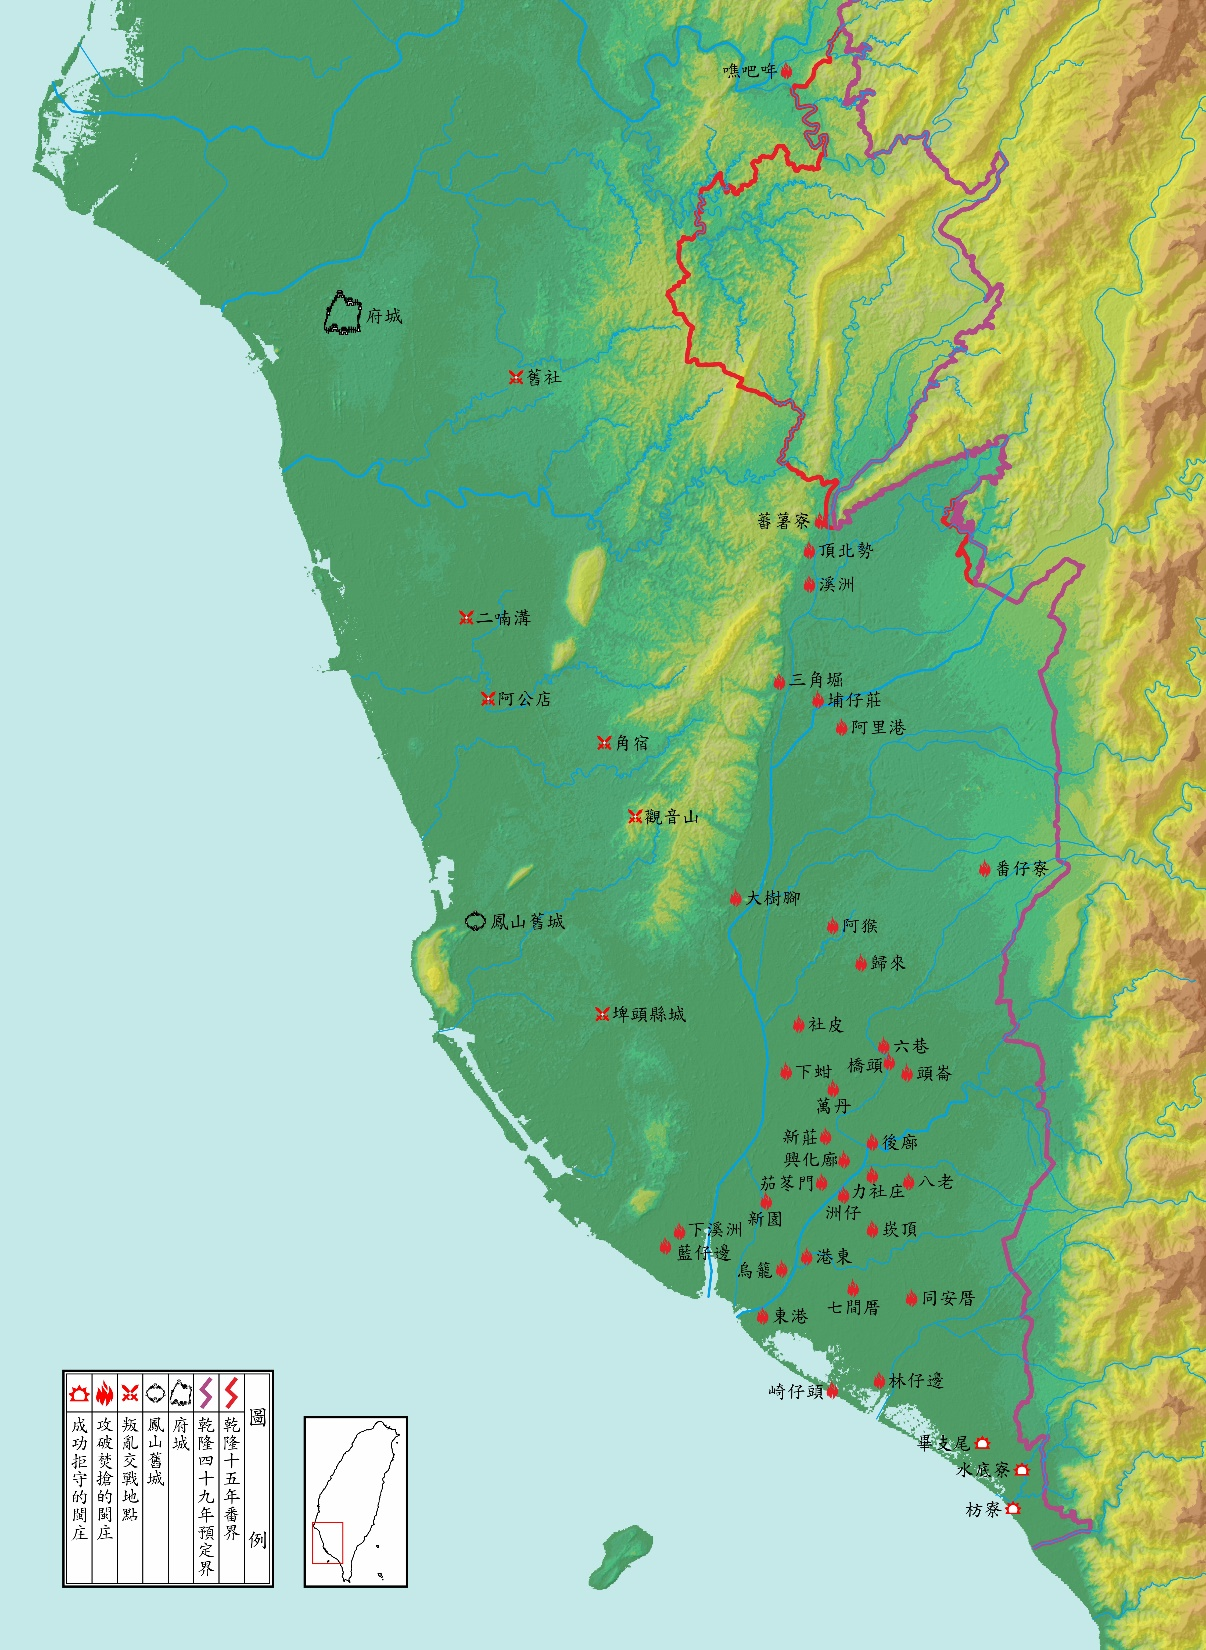 噍吧哖
府城
舊社
蕃薯寮
頂北勢
溪洲
二喃溝
三角堀
阿公店
埔仔莊
阿里港
角宿
觀音山
番仔寮
大樹腳
鳳山舊城
阿猴
歸來
埤頭縣城
社皮
六巷
橋頭
下蚶
頭崙
萬丹
新莊
後廍
興化廍
茄苳門
力社庄
八老
洲仔
新園
下溪洲
崁頂
藍仔邊
港東
烏龍
七間厝
同安厝
東港
林仔邊
崎仔頭
畢支尾
水底寮
枋寮
圖例
乾隆十五年番界
乾隆四十九年預定界
府城
鳳山舊城
叛亂交戰地點
攻破焚搶的閩庄
成功拒守的閩庄